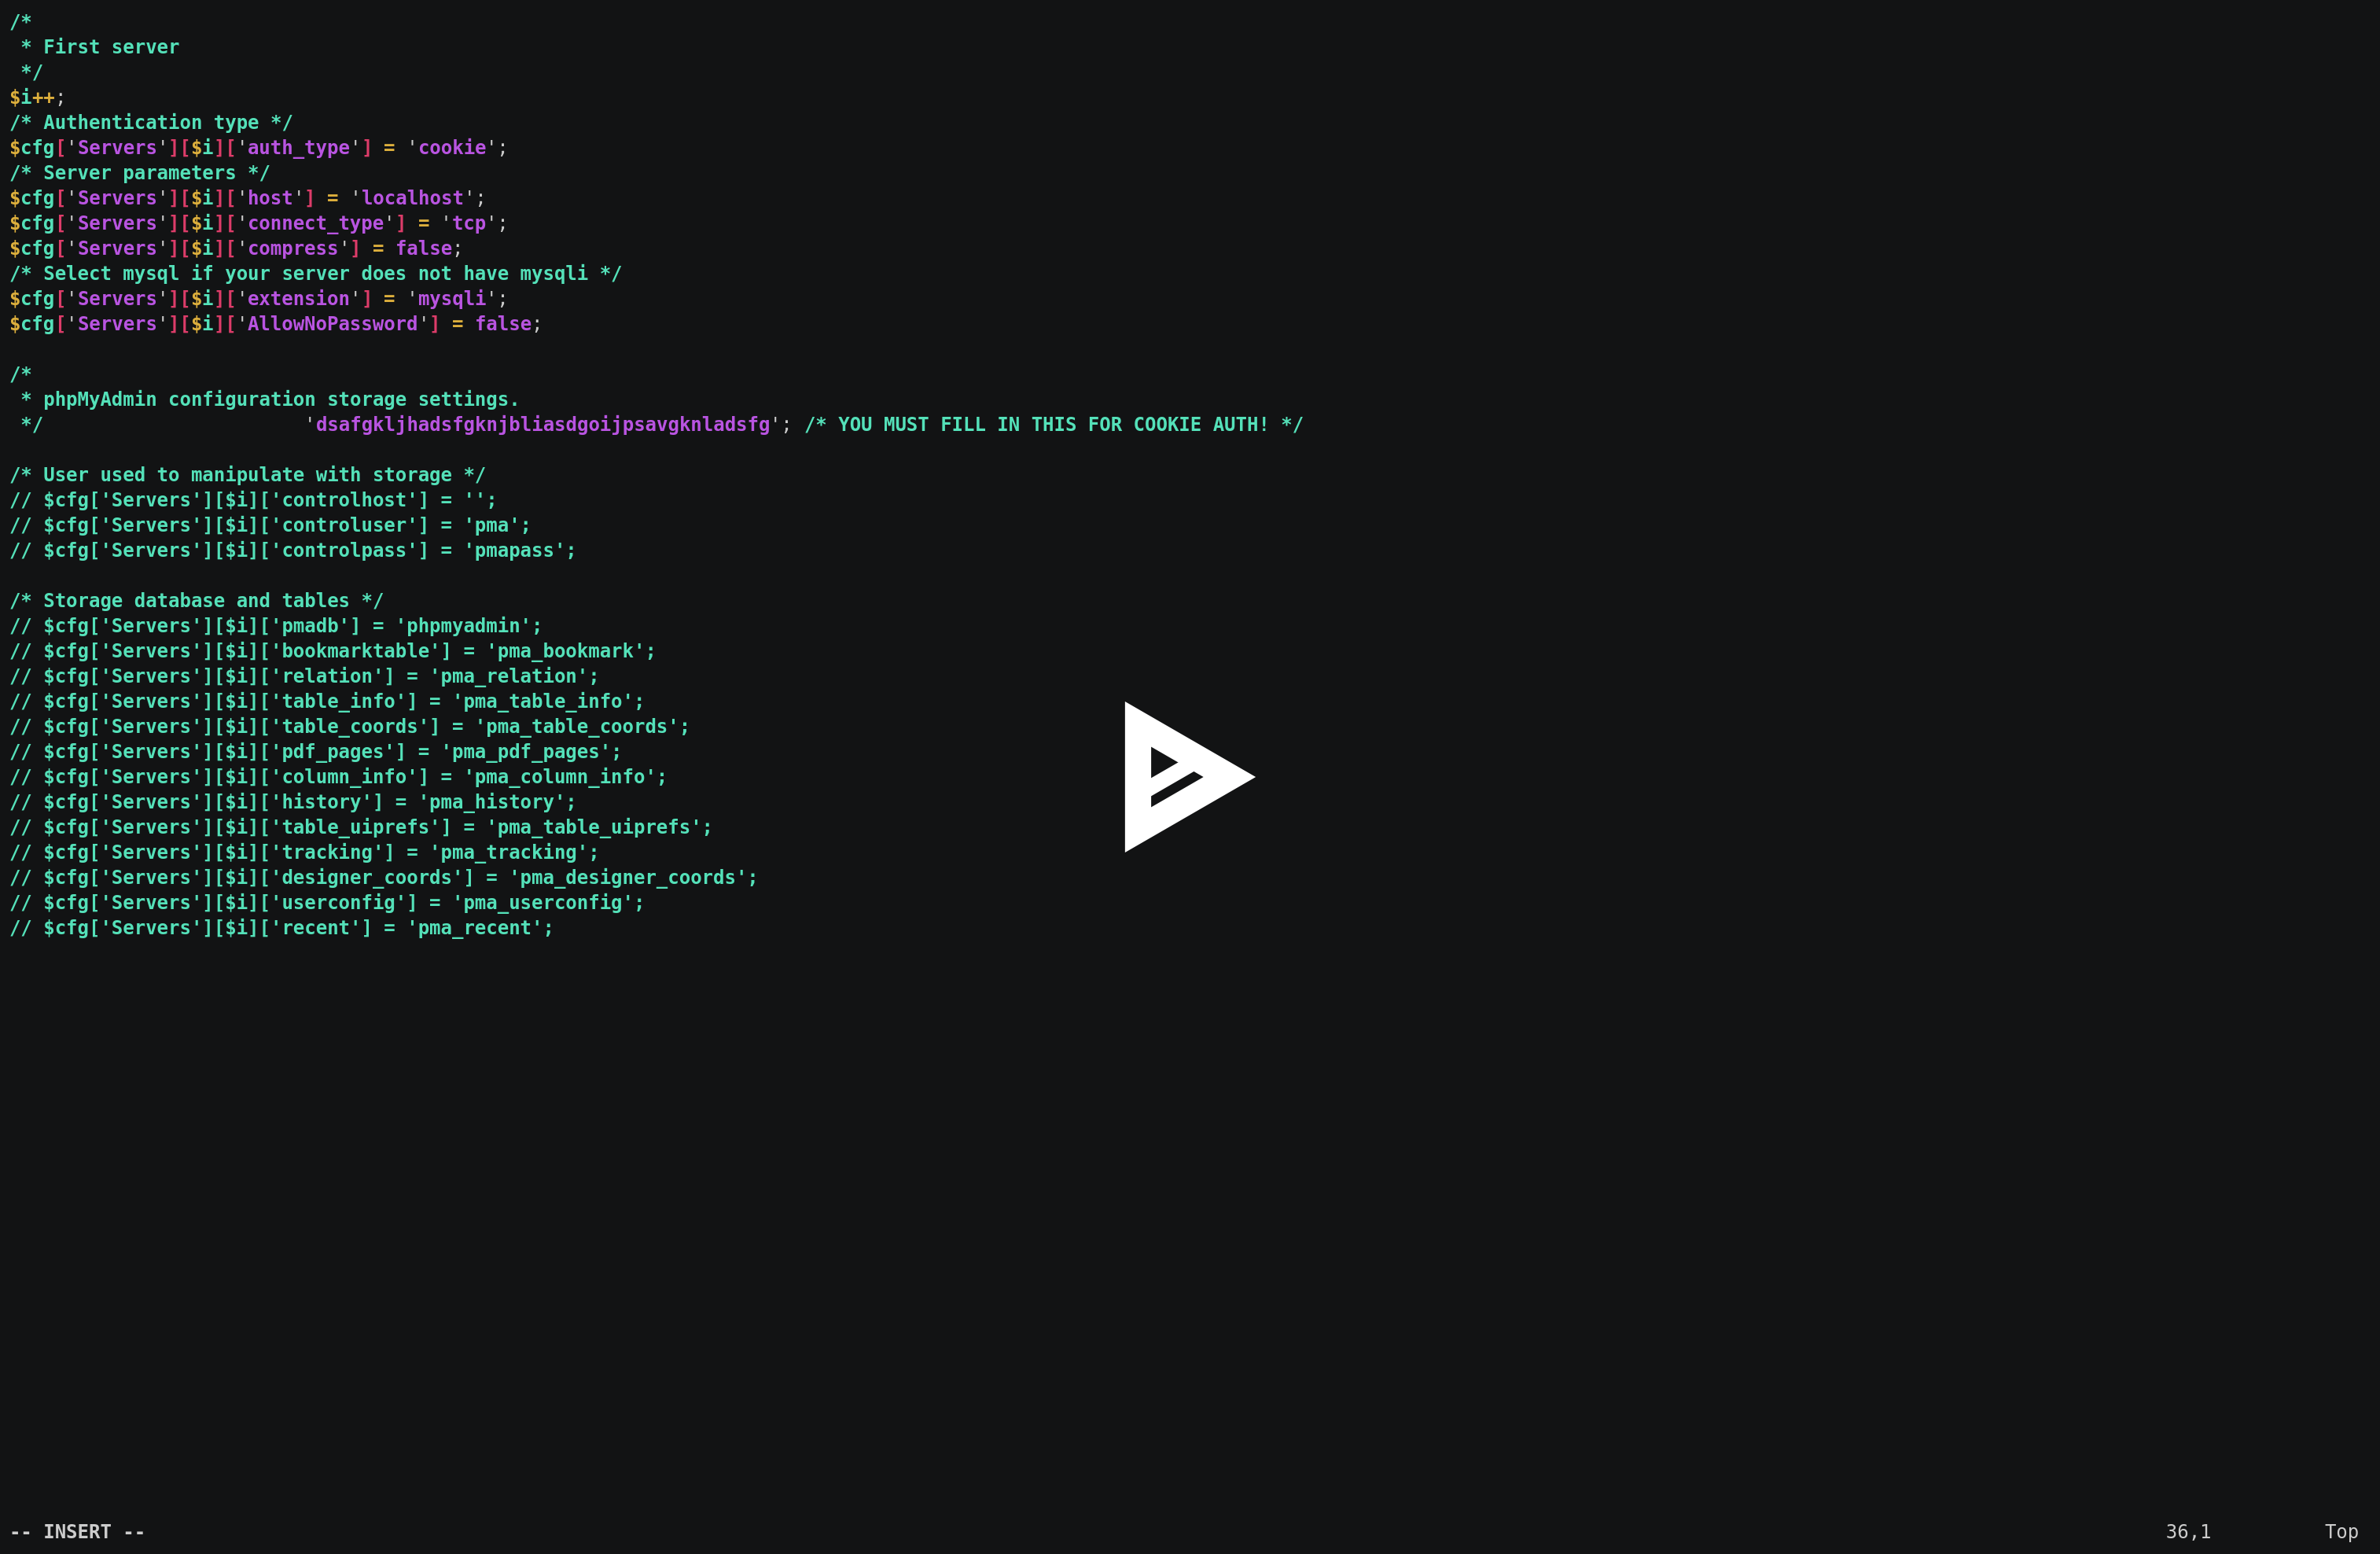 /*
 * First server
 */
$i++;
/* Authentication type */
$cfg['Servers'][$i]['auth_type'] = 'cookie';
/* Server parameters */
$cfg['Servers'][$i]['host'] = 'localhost';
$cfg['Servers'][$i]['connect_type'] = 'tcp';
$cfg['Servers'][$i]['compress'] = false;
/* Select mysql if your server does not have mysqli */
$cfg['Servers'][$i]['extension'] = 'mysqli';
$cfg['Servers'][$i]['AllowNoPassword'] = false;

/*
 * phpMyAdmin configuration storage settings.
 */                       'dsafgkljhadsfgknjbliasdgoijpsavgknladsfg'; /* YOU MUST FILL IN THIS FOR COOKIE AUTH! */

/* User used to manipulate with storage */
// $cfg['Servers'][$i]['controlhost'] = '';
// $cfg['Servers'][$i]['controluser'] = 'pma';
// $cfg['Servers'][$i]['controlpass'] = 'pmapass';

/* Storage database and tables */
// $cfg['Servers'][$i]['pmadb'] = 'phpmyadmin';
// $cfg['Servers'][$i]['bookmarktable'] = 'pma_bookmark';
// $cfg['Servers'][$i]['relation'] = 'pma_relation';
// $cfg['Servers'][$i]['table_info'] = 'pma_table_info';
// $cfg['Servers'][$i]['table_coords'] = 'pma_table_coords';
// $cfg['Servers'][$i]['pdf_pages'] = 'pma_pdf_pages';
// $cfg['Servers'][$i]['column_info'] = 'pma_column_info';
// $cfg['Servers'][$i]['history'] = 'pma_history';
// $cfg['Servers'][$i]['table_uiprefs'] = 'pma_table_uiprefs';
// $cfg['Servers'][$i]['tracking'] = 'pma_tracking';
// $cfg['Servers'][$i]['designer_coords'] = 'pma_designer_coords';
// $cfg['Servers'][$i]['userconfig'] = 'pma_userconfig';
// $cfg['Servers'][$i]['recent'] = 'pma_recent';
-- INSERT --          36,1          Top